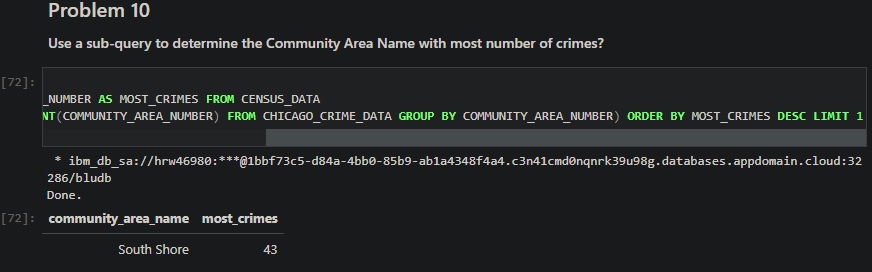 Problem 10
Use a sub-query to determine the Community Area Name with most number of crimes?
[72]:
_NUMBER AS MOST_CRIMES FROM CENSUS_DATA
NT(COMMUNITY_AREA_NUMBER) FROM CHICAGO_CRIME_DATA GROUP BY COMMUNITY_AREA_NUMBER) ORDER BY MOST_CRIMES DESC LIMIT 1
* ibm_db_sa://hrw46980:***@1bbf73c5-d84a-4bb0-85b9-ab1a4348f4a4.c3n41cmd0nqnrk39u98g.databases.appdomain.cloud:32
286/bludb
Done.
[72]: community_area_name most_crimes
South Shore 43